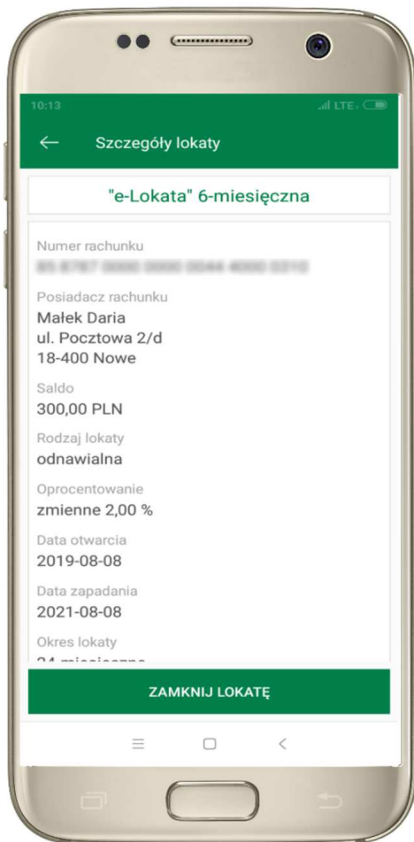 10:13
LTE
Szczegóły lokaty
"e-Lokata" 6-miesięczna
Numer rachunku
Posiadacz rachunku
Małek Daria
ul. Pocztowa 2/d
18-400 Nowe
Saldo
300,00 PLN
Rodzaj lokaty
odnawialna
Oprocentowanie
zmienne 2,00 %
Data otwarcia
2019-08-08
Data zapadania
2021-08-08
Okres lokaty
ZAMKNIJ LOKATĘ